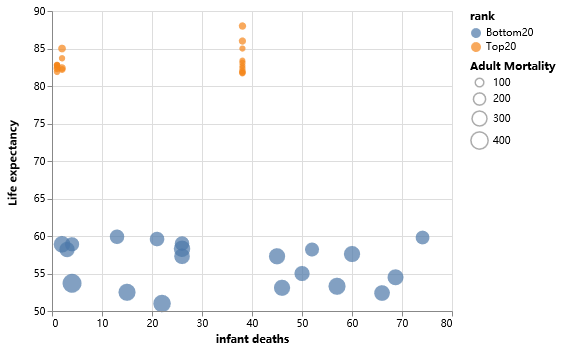 90
85
80
75
70
65
60
55
50
Life expectancy
0 10 20 30 40 50 60 70 80
infant deaths
rank
Bottom20
Top20
Adult Mortality
100
200
300
400